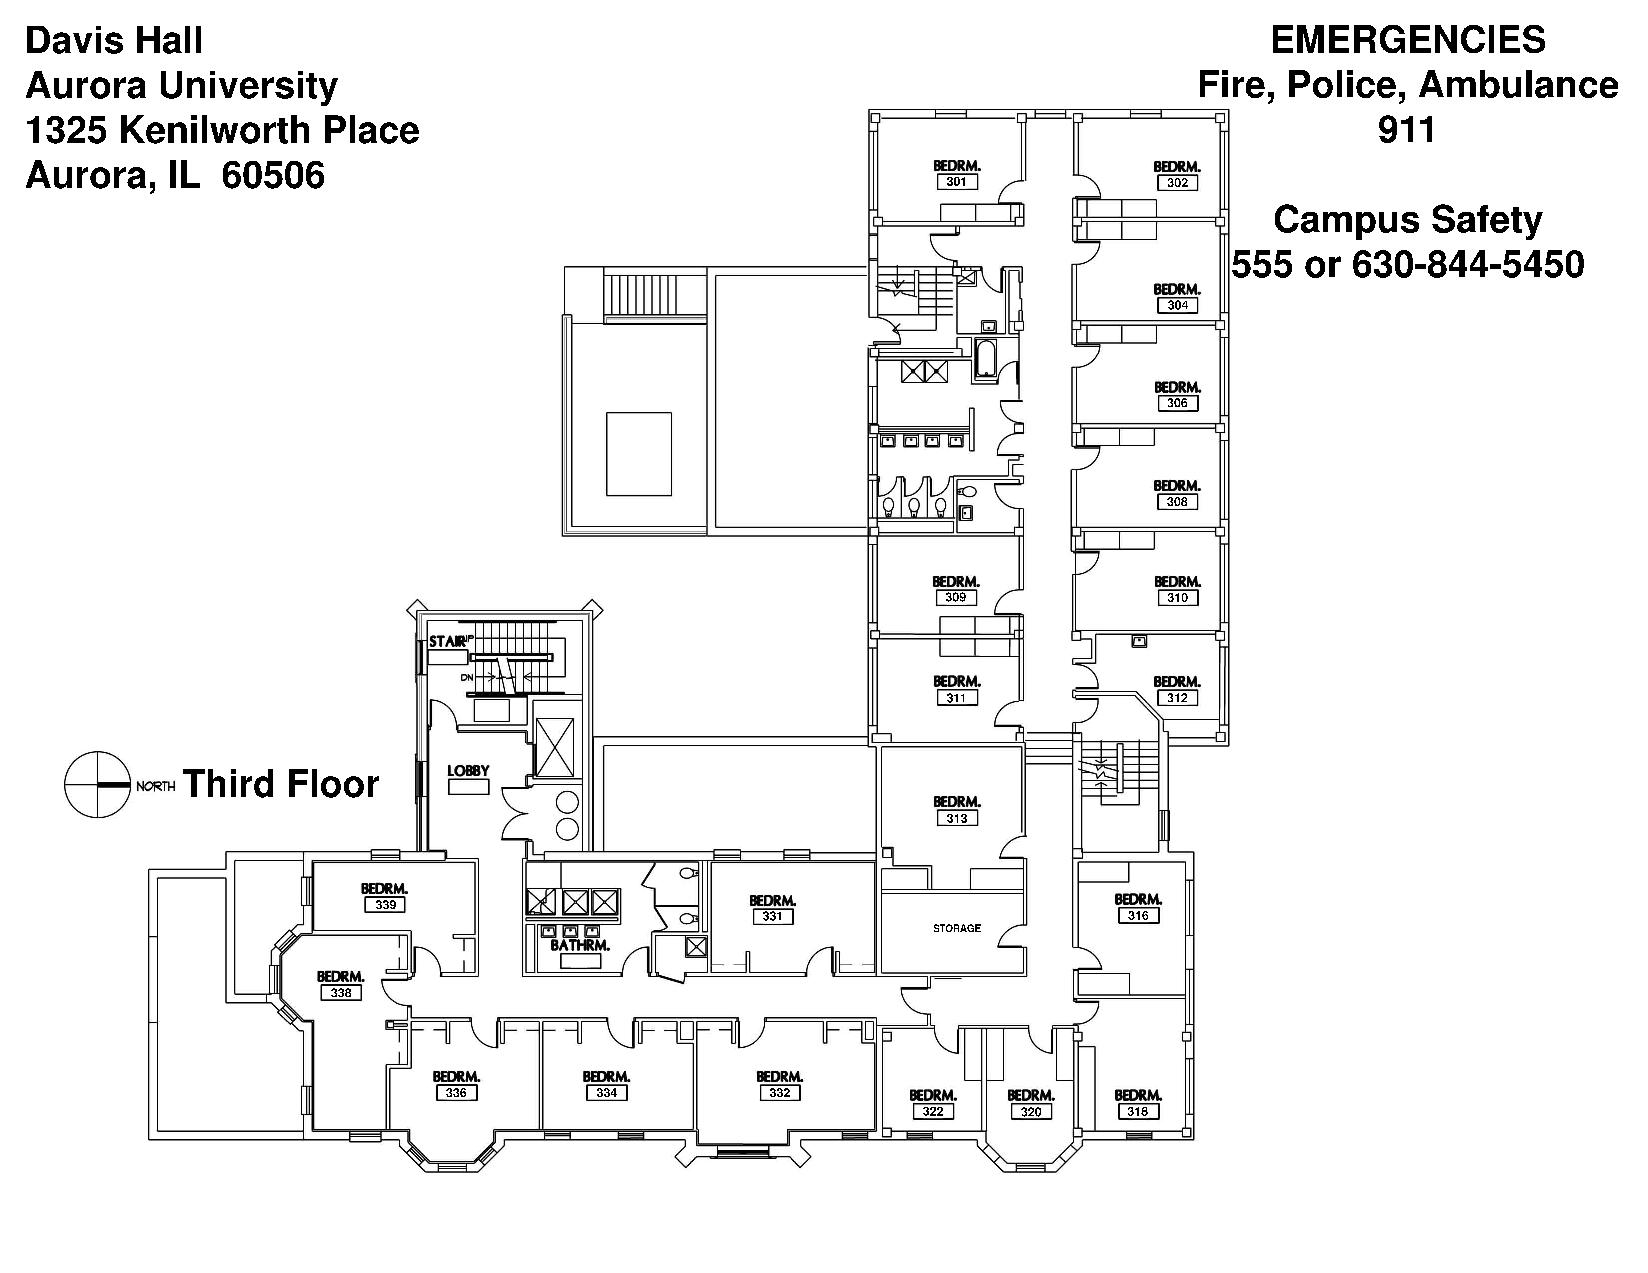 Davis Hall
Aurora University
1325 Kenilworth Place
Aurora, IL 60506
EMERGENCIES
Fire, Police, Ambulance
911
Campus Safety
555 or 630-844-5450
BEDRM.
301
BEDRM.
302
BEDRM.
304
BEDRM.
306
BEDRM.
308
BEDRM.
309
BEDRM.
310
BEDRM.
311
BEDRM.
312
STAIR
UP
DN
LOBBY
NORTH
Third Floor
BEDRM.
313
BEDRM.
339
BEDRM.
331
BEDRM.
316
STORAGE
BATHRM.
BEDRM.
338
BEDRM.
336
BEDRM.
334
BEDRM.
332
BEDRM.
322
BEDRM.
320
BEDRM.
318